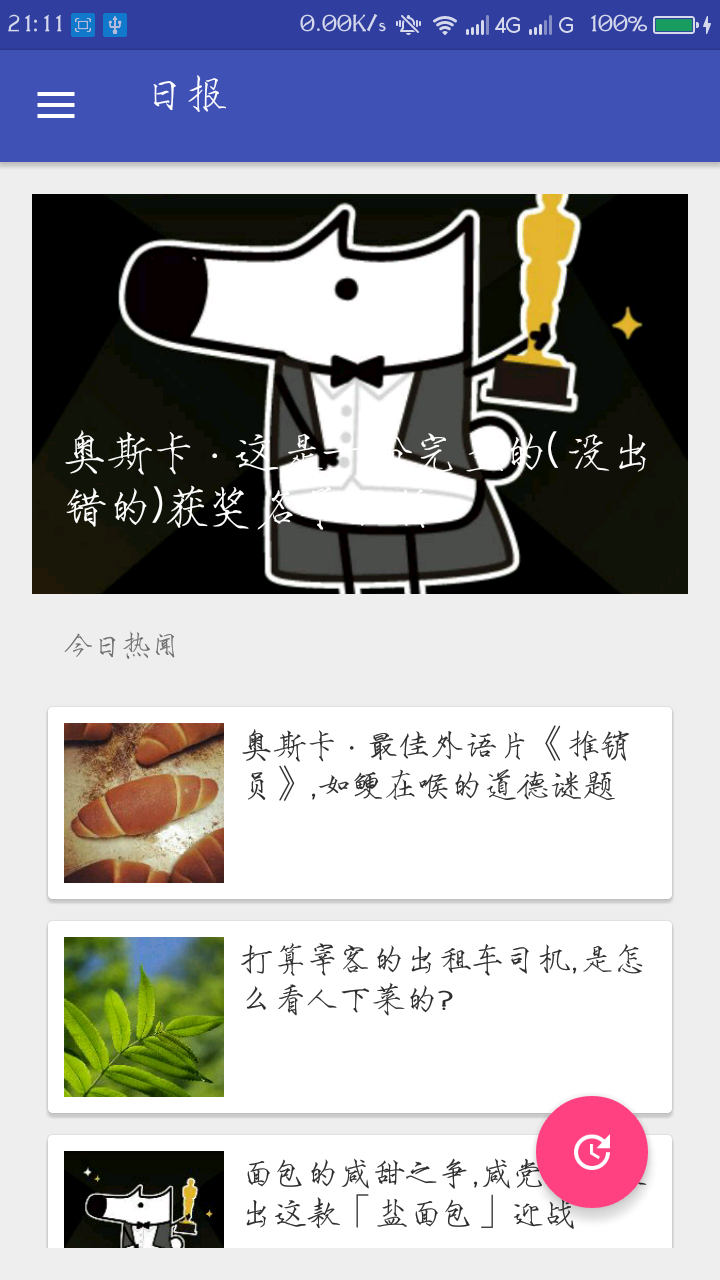 21:11 0.00K/s 4G G 100%
日报
奥斯卡·这是一份完整的(没出
错的)获奖名单
今日热闻
奥斯卡·最佳外语片《推销
员》,如鲠在喉的道德谜题
打算宰客的出租车司机,是怎
么看人下菜的?
面包的咸甜之争,咸党
出这款「盐面包」迎战